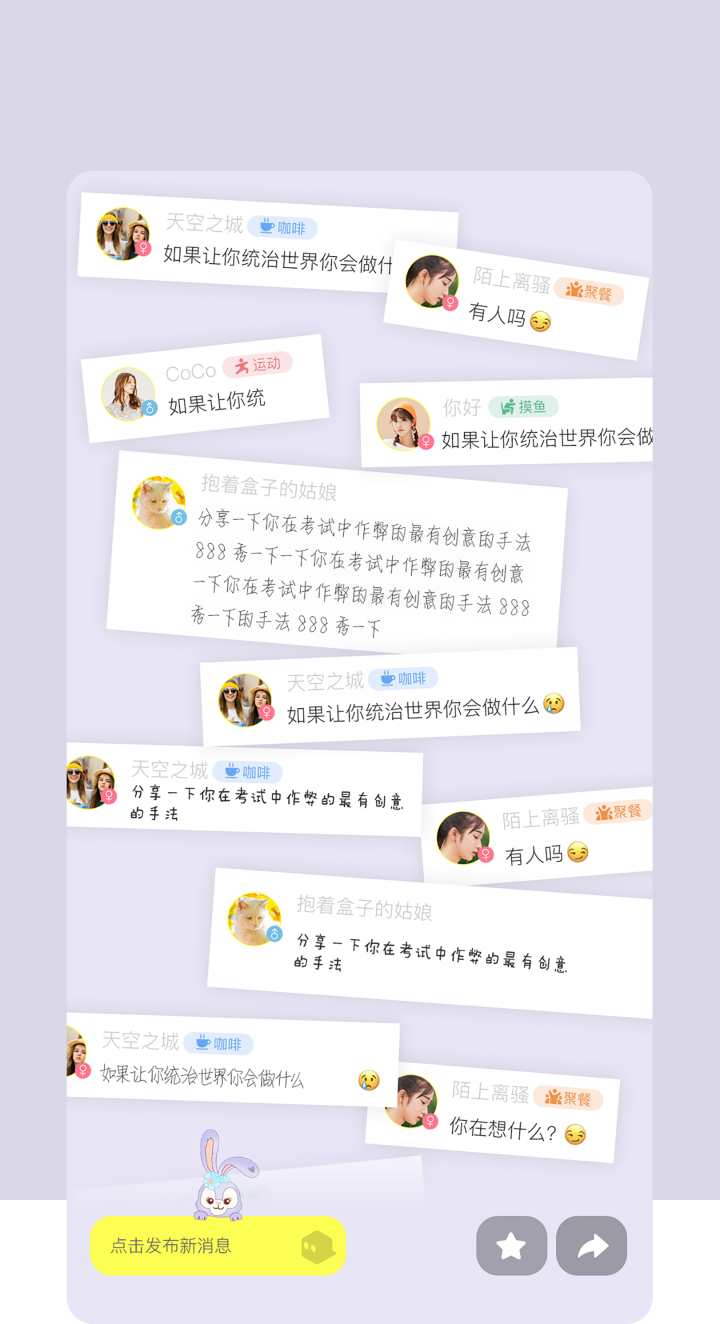 天空之城 咖啡
如果让你统治世界你会做什
陌上离骚 聚餐
有人吗
CoCo 运动
如果让你统
你好 摸鱼
如果让你统治世界你会做
抱着盒子的姑娘
分享一下你在考试中作弊的最有创意的手法
888 秀一下一下你在考试中作弊的最有创意
一下你在考试中作弊的最有创意的手法 888
秀一下的手法 888 秀一下
天空之城 咖啡
如果让你统治世界你会做什么
天空之城 咖啡
分享一下你在考试中作弊的最有创意
的手法
陌上离骚 聚餐
有人吗
抱着盒子的姑娘
分享一下你在考试中作弊的最有创意
的手法
天空之城 咖啡
如果让你统治世界你会做什么
陌上离骚 聚餐
你在想什么?
点击发布新消息